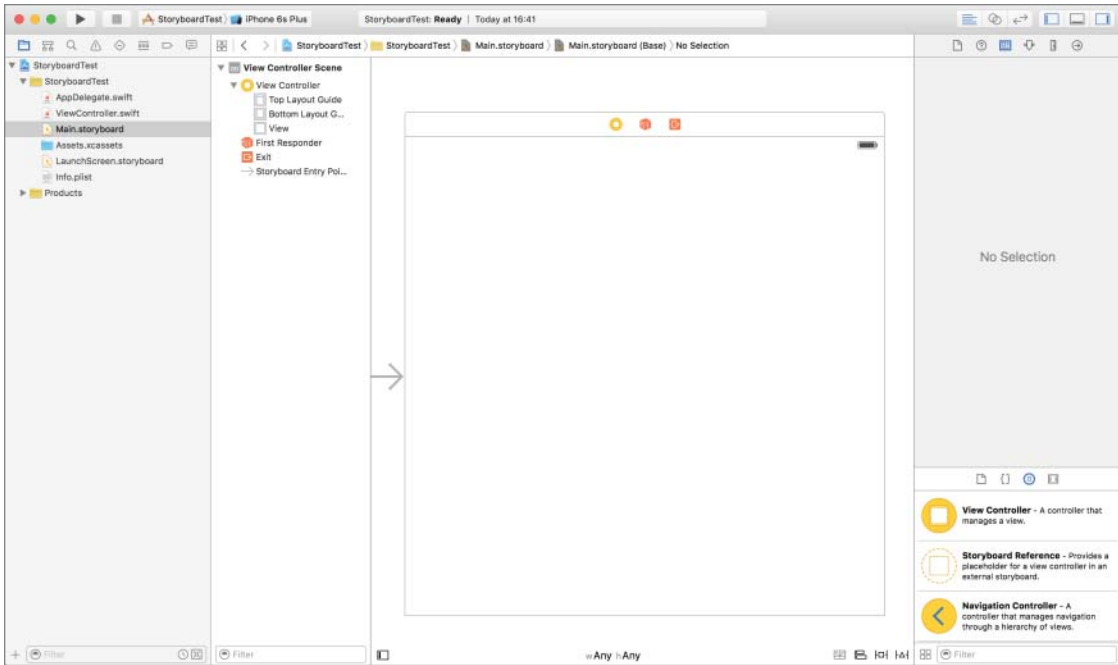 StoryboardTest iPhone 6s Plus
StoryboardTest: Ready | Today at 16:41
StoryboardTest StoryboardTest Main.storyboard Main.storyboard (Base) No Selection
StoryboardTest
StoryboardTest
AppDelegate.swift
ViewController.swift
Main.storyboard
Assets.xcassets
LaunchScreen.storyboard
Info.plist
Products
View Controller Scene
View Controller
Top Layout Guide
Bottom Layout G...
View
First Responder
Exit
Storyboard Entry Poi...
No Selection
View Controller - A controller that
manages a view.
Storyboard Reference - Provides a
placeholder for a view controller in an
external storyboard.
Navigation Controller - A
controller that manages navigation
through a hierarchy of views.
Filter
Filter
wAny hAny
Filter